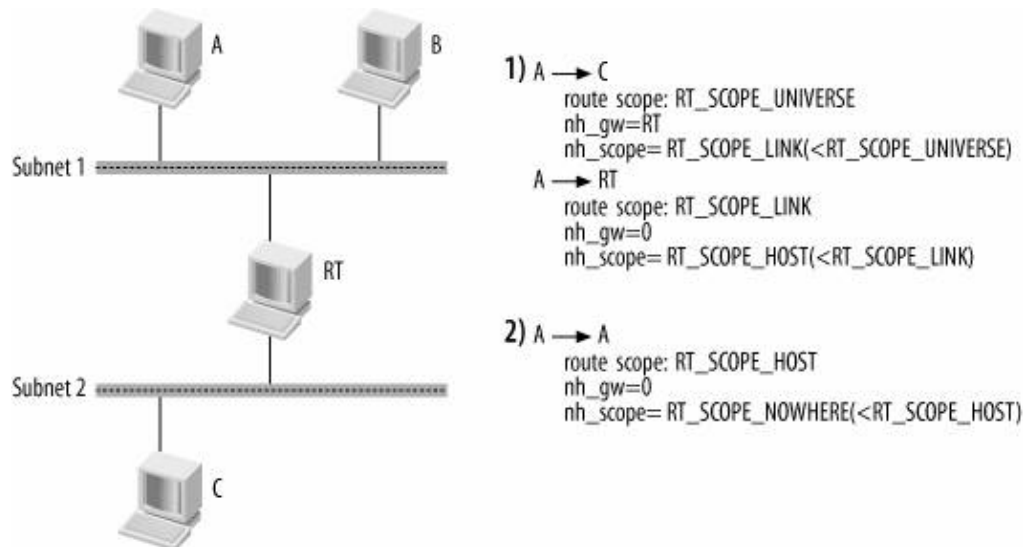 A
B
Subnet 1
RT
Subnet 2
C
1) A → C
route scope: RT_SCOPE_UNIVERSE
nh_gw=RT
nh_scope= RT_SCOPE_LINK(<RT_SCOPE_UNIVERSE)
A → RT
route scope: RT_SCOPE_LINK
nh_gw=0
nh_scope= RT_SCOPE_HOST(<RT_SCOPE_LINK)
2) A → A
route scope: RT_SCOPE_HOST
nh_gw=0
nh_scope= RT_SCOPE_NOWHERE(<RT_SCOPE_HOST)